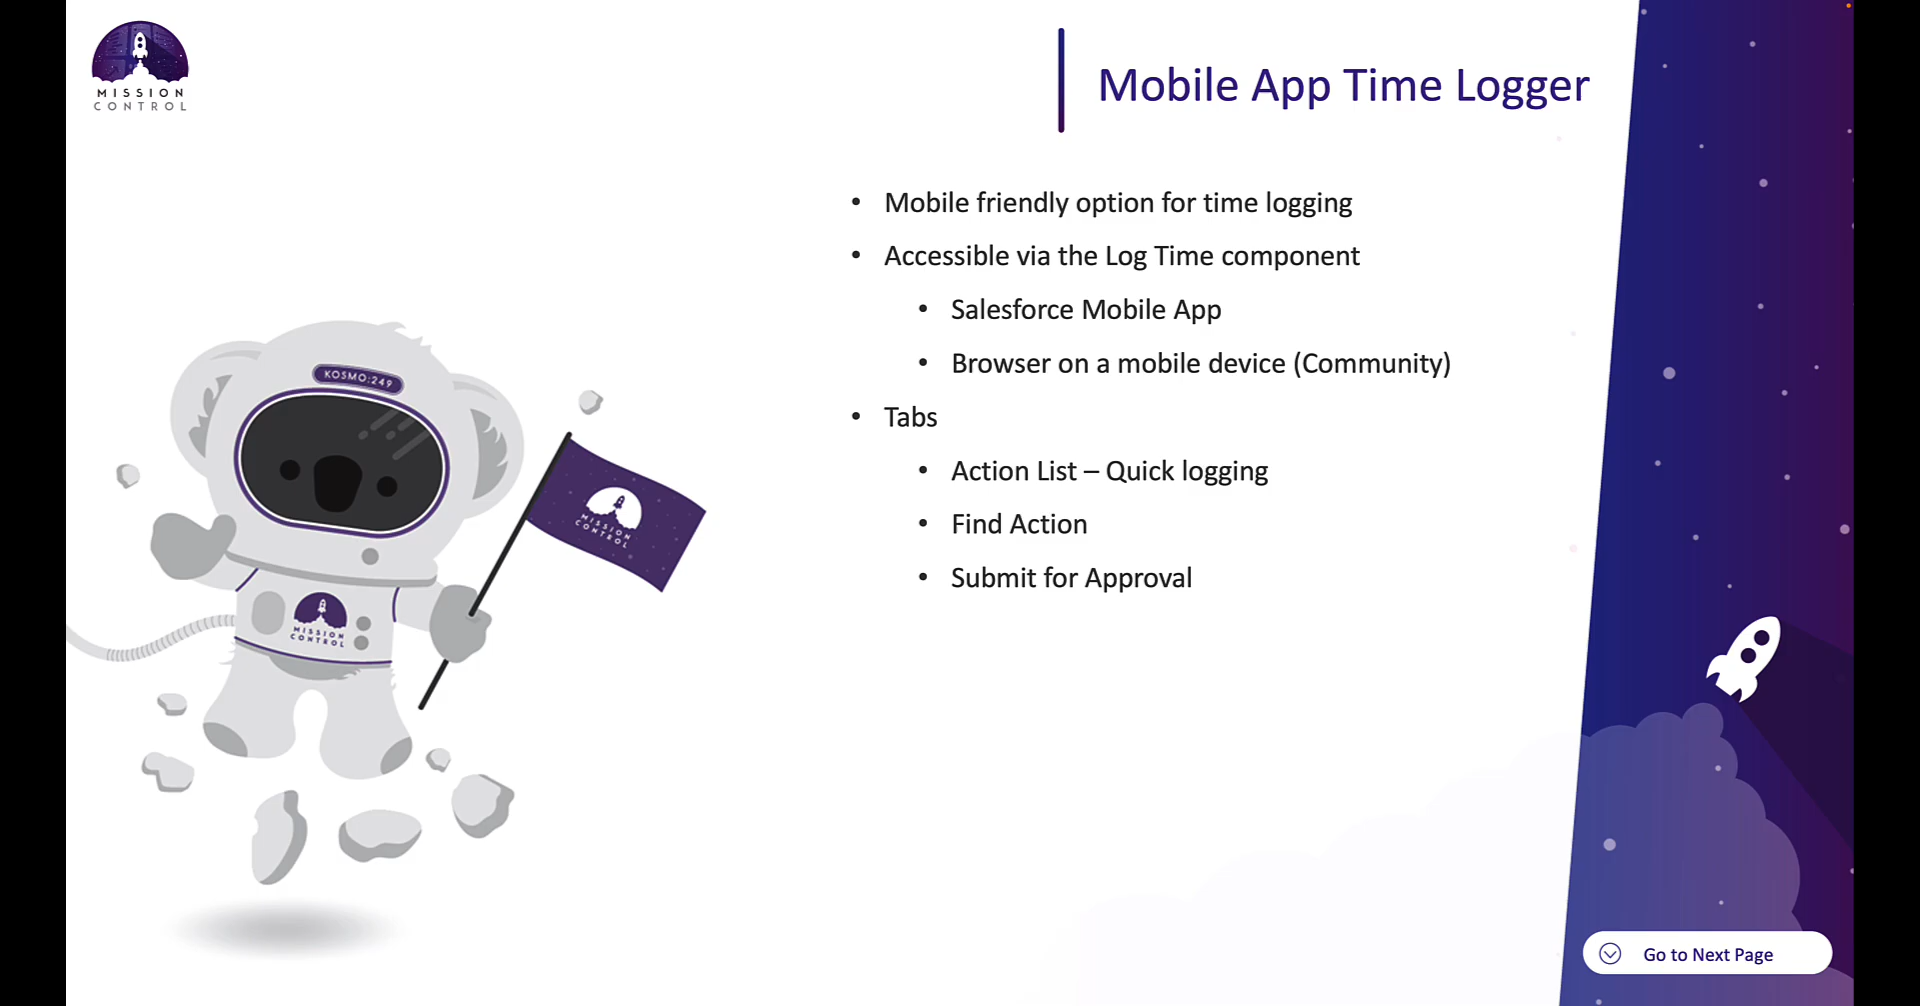 MISSION
CONTROL
Mobile App Time Logger
• Mobile friendly option for time logging
• Accessible via the Log Time component
• Salesforce Mobile App
• Browser on a mobile device (Community)
• Tabs
• Action List – Quick logging
• Find Action
• Submit for Approval
KOSMO:249
MISSION
CONTROL
MISSION
CONTROL
Go to Next Page